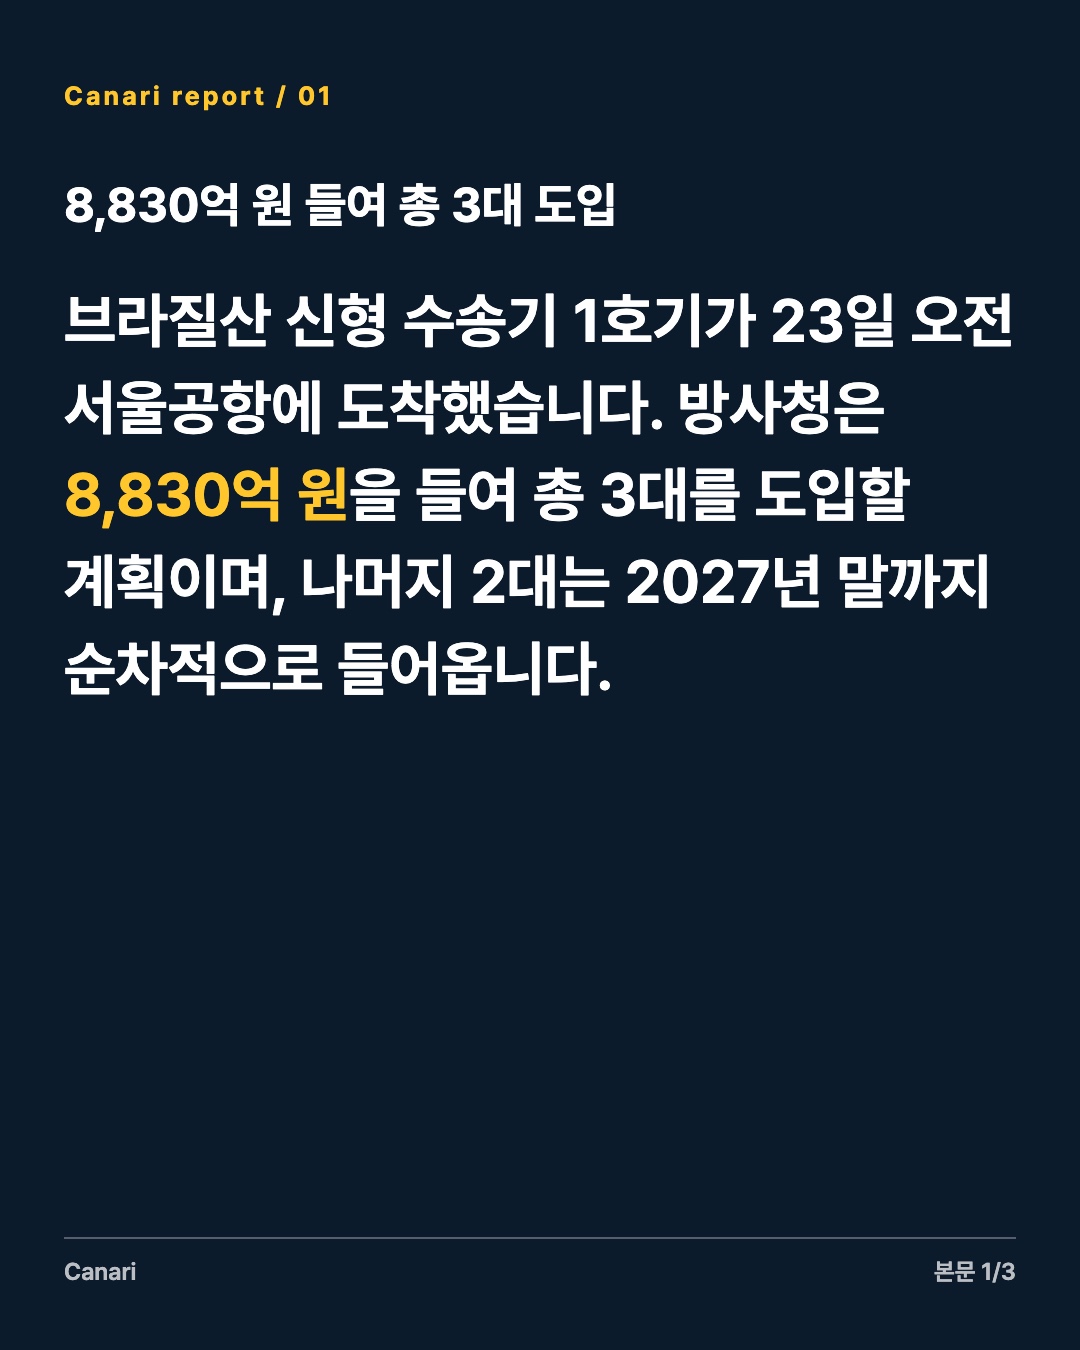 Canari report / 01
8,830억 원 들여 총 3대 도입
브라질산 신형 수송기 1호기가 23일 오전
서울공항에 도착했습니다. 방사청은
8,830억 원을 들여 총 3대를 도입할
계획이며, 나머지 2대는 2027년 말까지
순차적으로 들어옵니다.
Canari
본문 1/3